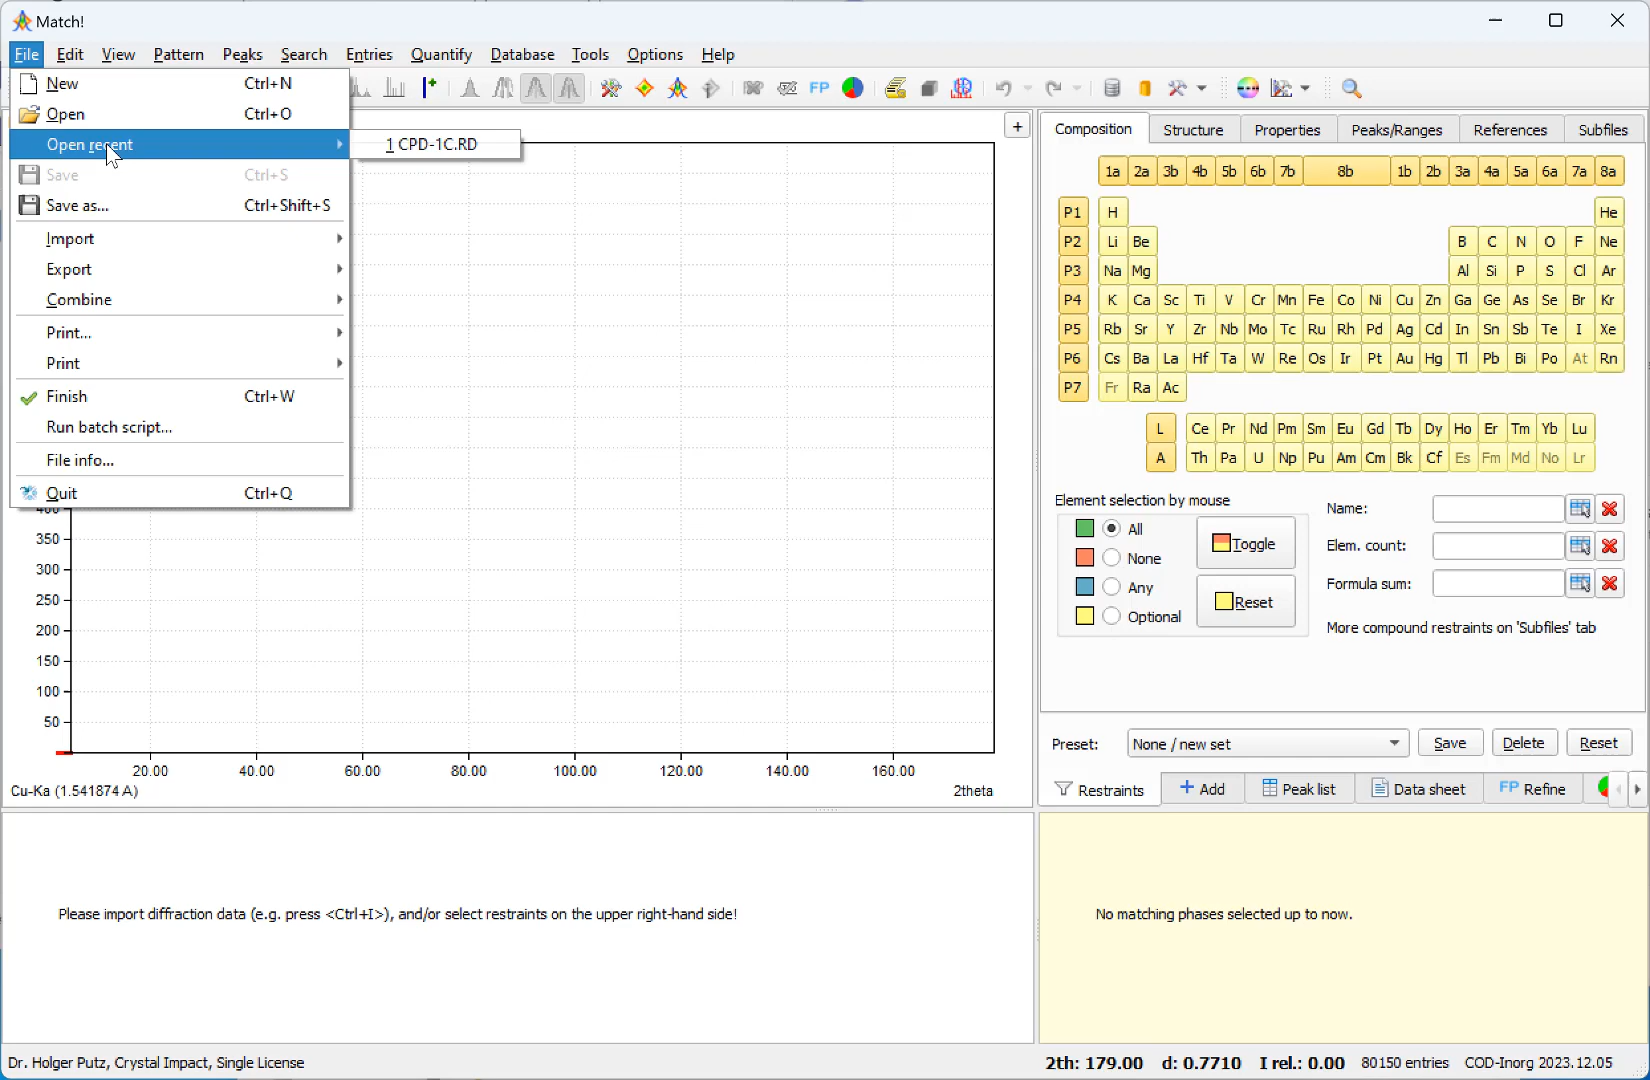 Match!
File Edit View Pattern Peaks Search Entries Quantify Database Tools Options Help
New Ctrl+N
Open Ctrl+O
Open recent
1 CPD-1C.RD
Save Ctrl+S
Save as... Ctrl+Shift+S
Import
Export
Combine
Print...
Print
Finish Ctrl+W
Run batch script...
File info...
Quit Ctrl+Q
FP
+
400
350
300
250
200
150
100
50
20.00 40.00 60.00 80.00 100.00 120.00 140.00 160.00
Cu-Ka (1.541874 A) 2theta
Composition Structure Properties Peaks/Ranges References Subfiles
1a 2a 3b 4b 5b 6b 7b 8b 1b 2b 3a 4a 5a 6a 7a 8a
P1 H He
P2 Li Be B C N O F Ne
P3 Na Mg Al Si P S Cl Ar
P4 K Ca Sc Ti V Cr Mn Fe Co Ni Cu Zn Ga Ge As Se Br Kr
P5 Rb Sr Y Zr Nb Mo Tc Ru Rh Pd Ag Cd In Sn Sb Te I Xe
P6 Cs Ba La Hf Ta W Re Os Ir Pt Au Hg Tl Pb Bi Po At Rn
P7 Fr Ra Ac
L Ce Pr Nd Pm Sm Eu Gd Tb Dy Ho Er Tm Yb Lu
A Th Pa U Np Pu Am Cm Bk Cf Es Fm Md No Lr
Element selection by mouse
All
None
Any
Optional
Toggle
Reset
Name:
Elem. count:
Formula sum:
More compound restraints on 'Subfiles' tab
Preset: None / new set Save Delete Reset
Restraints Add Peak list Data sheet FP Refine
Please import diffraction data (e.g. press <Ctrl+I>), and/or select restraints on the upper right-hand side!
No matching phases selected up to now.
Dr. Holger Putz, Crystal Impact, Single License
2th: 179.00 d: 0.7710 I rel.: 0.00 80150 entries COD-Inorg 2023.12.05